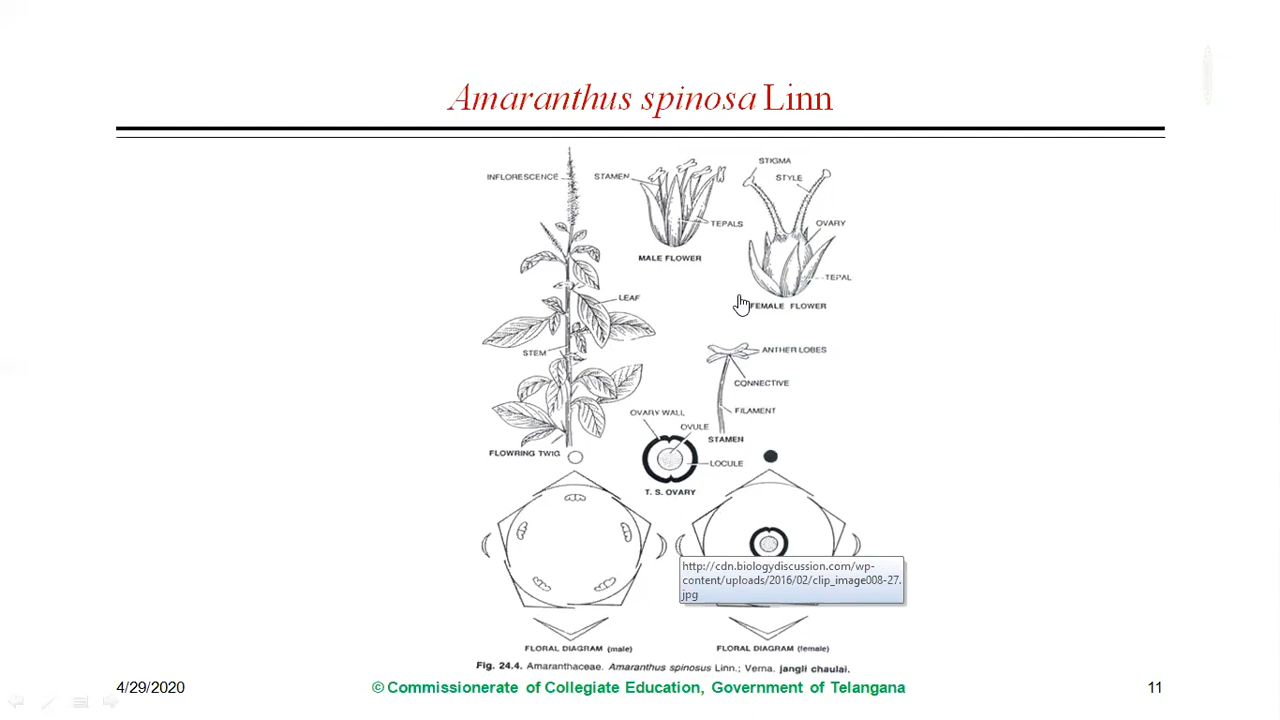 Amaranthus spinosa Linn
INFLORESCENCE
STAMEN
STIGMA
STYLE
TEPALS
OVARY
MALE FLOWER
TEPAL
LEAF
FEMALE FLOWER
STEM
ANTHER LOBES
CONNECTIVE
OVARY WALL
FILAMENT
OVULE
STAMEN
FLOWRING TWIG
LOCULE
T. S. OVARY
http://cdn.biologydiscussion.com/wp-
content/uploads/2016/02/clip_image008-27.
jpg
FLORAL DIAGRAM (male)
FLORAL DIAGRAM (female)
Fig. 24.4. Amaranthaceae. Amaranthus spinosus Linn.; Verna. jangli chaulai.
4/29/2020
© Commissionerate of Collegiate Education, Government of Telangana
11